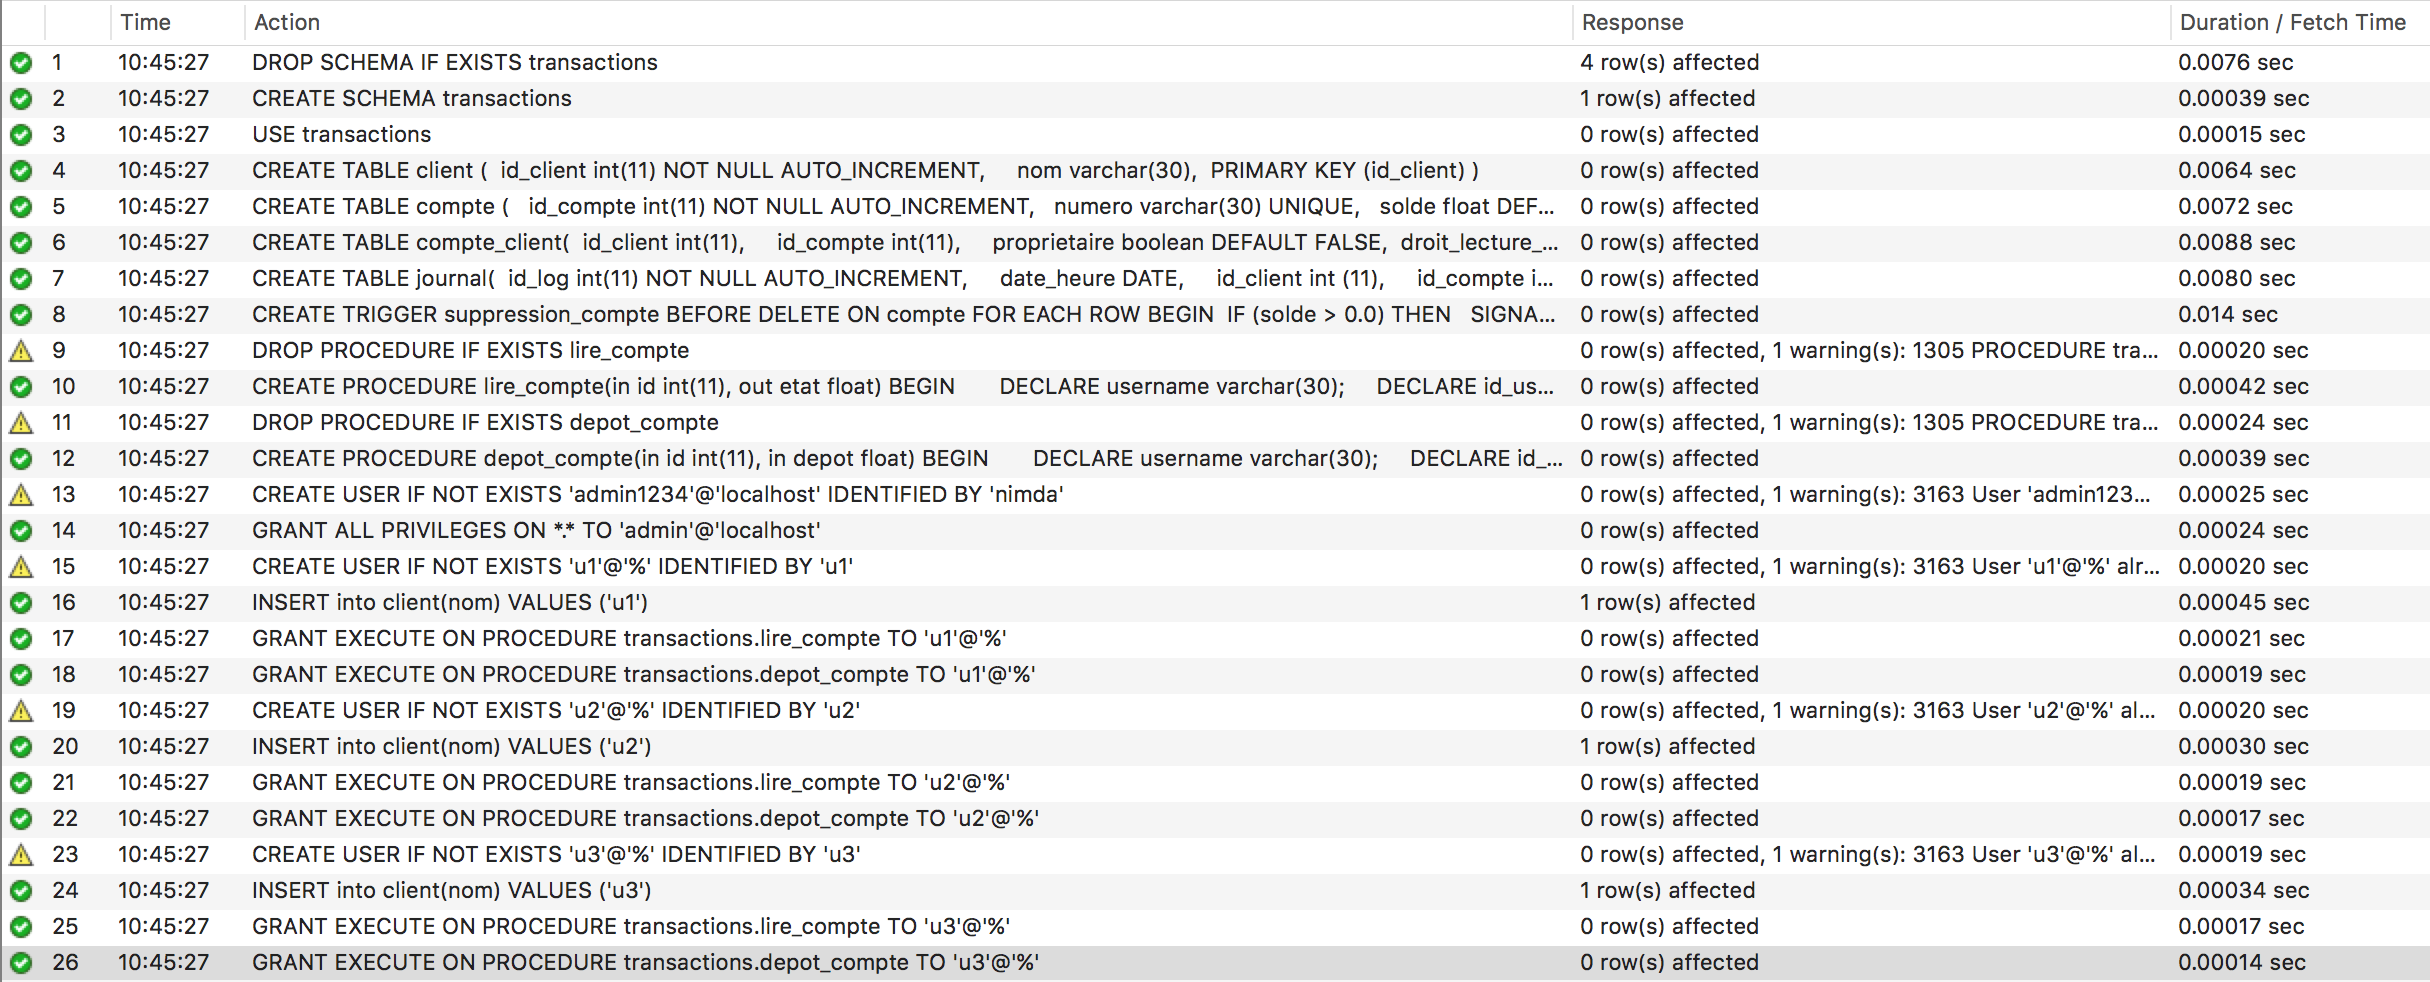 Time Action Response Duration / Fetch Time
1 10:45:27 DROP SCHEMA IF EXISTS transactions 4 row(s) affected 0.0076 sec
2 10:45:27 CREATE SCHEMA transactions 1 row(s) affected 0.00039 sec
3 10:45:27 USE transactions 0 row(s) affected 0.00015 sec
4 10:45:27 CREATE TABLE client ( id_client int(11) NOT NULL AUTO_INCREMENT, nom varchar(30), PRIMARY KEY (id_client) ) 0 row(s) affected 0.0064 sec
5 10:45:27 CREATE TABLE compte ( id_compte int(11) NOT NULL AUTO_INCREMENT, numero varchar(30) UNIQUE, solde float DEF... 0 row(s) affected 0.0072 sec
6 10:45:27 CREATE TABLE compte_client( id_client int(11), id_compte int(11), proprietaire boolean DEFAULT FALSE, droit_lecture_... 0 row(s) affected 0.0088 sec
7 10:45:27 CREATE TABLE journal( id_log int(11) NOT NULL AUTO_INCREMENT, date_heure DATE, id_client int (11), id_compte i... 0 row(s) affected 0.0080 sec
8 10:45:27 CREATE TRIGGER suppression_compte BEFORE DELETE ON compte FOR EACH ROW BEGIN IF (solde > 0.0) THEN SIGNA... 0 row(s) affected 0.014 sec
9 10:45:27 DROP PROCEDURE IF EXISTS lire_compte 0 row(s) affected, 1 warning(s): 1305 PROCEDURE tra... 0.00020 sec
10 10:45:27 CREATE PROCEDURE lire_compte(in id int(11), out etat float) BEGIN DECLARE username varchar(30); DECLARE id_us... 0 row(s) affected 0.00042 sec
11 10:45:27 DROP PROCEDURE IF EXISTS depot_compte 0 row(s) affected, 1 warning(s): 1305 PROCEDURE tra... 0.00024 sec
12 10:45:27 CREATE PROCEDURE depot_compte(in id int(11), in depot float) BEGIN DECLARE username varchar(30); DECLARE id_... 0 row(s) affected 0.00039 sec
13 10:45:27 CREATE USER IF NOT EXISTS 'admin1234'@'localhost' IDENTIFIED BY 'nimda' 0 row(s) affected, 1 warning(s): 3163 User 'admin123... 0.00025 sec
14 10:45:27 GRANT ALL PRIVILEGES ON *.* TO 'admin'@'localhost' 0 row(s) affected 0.00024 sec
15 10:45:27 CREATE USER IF NOT EXISTS 'u1'@'%' IDENTIFIED BY 'u1' 0 row(s) affected, 1 warning(s): 3163 User 'u1'@'%' alr... 0.00020 sec
16 10:45:27 INSERT into client(nom) VALUES ('u1') 1 row(s) affected 0.00045 sec
17 10:45:27 GRANT EXECUTE ON PROCEDURE transactions.lire_compte TO 'u1'@'%' 0 row(s) affected 0.00021 sec
18 10:45:27 GRANT EXECUTE ON PROCEDURE transactions.depot_compte TO 'u1'@'%' 0 row(s) affected 0.00019 sec
19 10:45:27 CREATE USER IF NOT EXISTS 'u2'@'%' IDENTIFIED BY 'u2' 0 row(s) affected, 1 warning(s): 3163 User 'u2'@'%' al... 0.00020 sec
20 10:45:27 INSERT into client(nom) VALUES ('u2') 1 row(s) affected 0.00030 sec
21 10:45:27 GRANT EXECUTE ON PROCEDURE transactions.lire_compte TO 'u2'@'%' 0 row(s) affected 0.00019 sec
22 10:45:27 GRANT EXECUTE ON PROCEDURE transactions.depot_compte TO 'u2'@'%' 0 row(s) affected 0.00017 sec
23 10:45:27 CREATE USER IF NOT EXISTS 'u3'@'%' IDENTIFIED BY 'u3' 0 row(s) affected, 1 warning(s): 3163 User 'u3'@'%' al... 0.00019 sec
24 10:45:27 INSERT into client(nom) VALUES ('u3') 1 row(s) affected 0.00034 sec
25 10:45:27 GRANT EXECUTE ON PROCEDURE transactions.lire_compte TO 'u3'@'%' 0 row(s) affected 0.00017 sec
26 10:45:27 GRANT EXECUTE ON PROCEDURE transactions.depot_compte TO 'u3'@'%' 0 row(s) affected 0.00014 sec